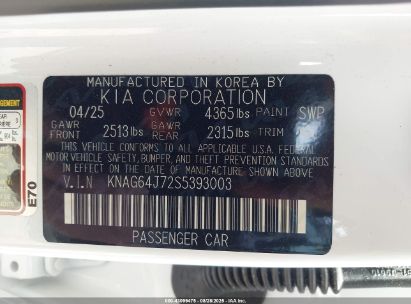 MANUFACTURED IN KOREA BY
KIA CORPORATION
04/25 GVWR 4365 lbs PAINT SWP
GAWR FRONT 2513 lbs GAWR REAR 2315 lbs TRIM
THIS VEHICLE CONFORMS TO ALL APPLICABLE U.S.A. FEDERAL
MOTOR VEHICLE SAFETY, BUMPER, AND THEFT PREVENTION
STANDARDS IN EFFECT ON THE DATE OF MANUFACTURE SHOWN ABOVE.
V.I.N KNAG64J72S5393003
PASSENGER CAR
E70